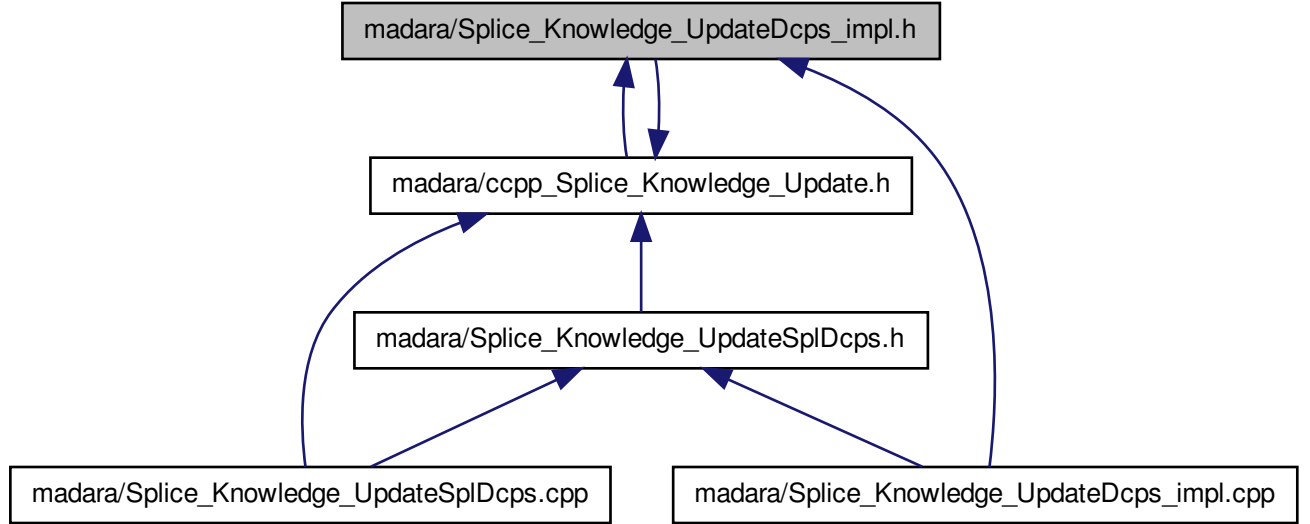 madara/Splice_Knowledge_UpdateDcps_impl.h
madara/ccpp_Splice_Knowledge_Update.h
madara/Splice_Knowledge_UpdateSplDcps.h
madara/Splice_Knowledge_UpdateSplDcps.cpp
madara/Splice_Knowledge_UpdateDcps_impl.cpp